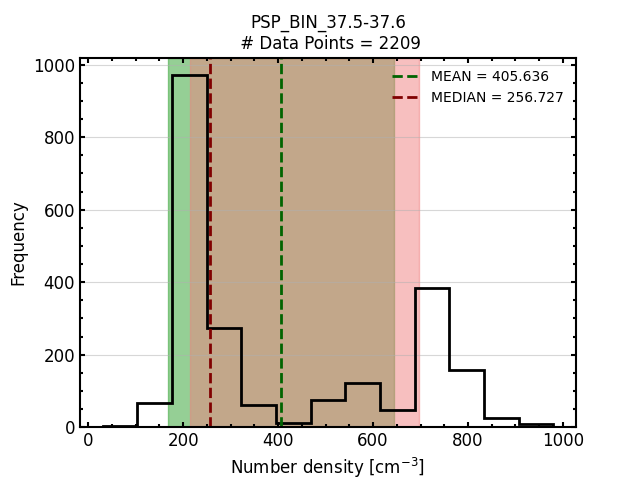 PSP_BIN_37.5-37.6
# Data Points = 2209
MEAN = 405.636
MEDIAN = 256.727
Frequency
1000
800
600
400
200
0
0 200 400 600 800 1000
Number density [cm⁻³]